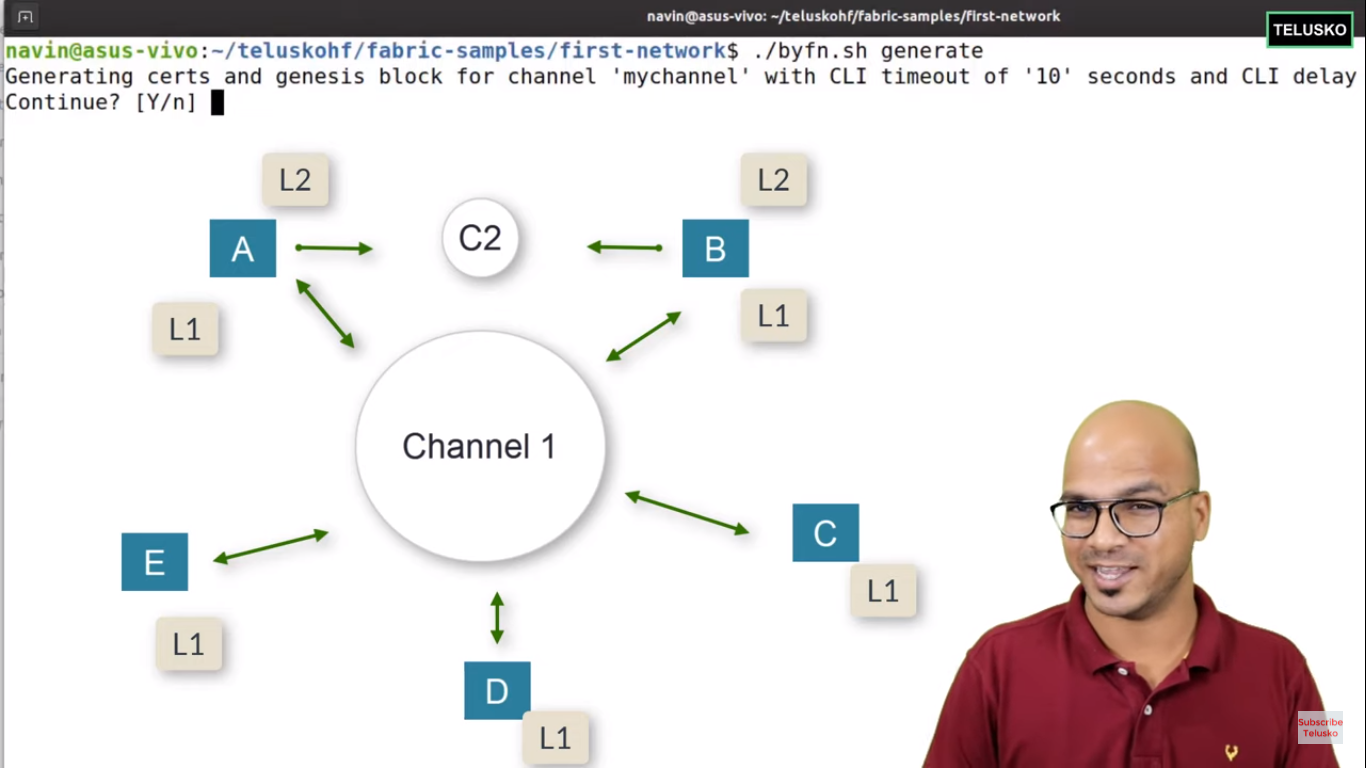 navin@asus-vivo: ~/teluskohf/fabric-samples/first-network
TELUSKO
navin@asus-vivo:~/teluskohf/fabric-samples/first-network$ ./byfn.sh generate
Generating certs and genesis block for channel 'mychannel' with CLI timeout of '10' seconds and CLI delay
Continue? [Y/n]
L2
L2
A
C2
B
L1
L1
Channel 1
C
E
L1
L1
D
L1
Subscribe
Telusko